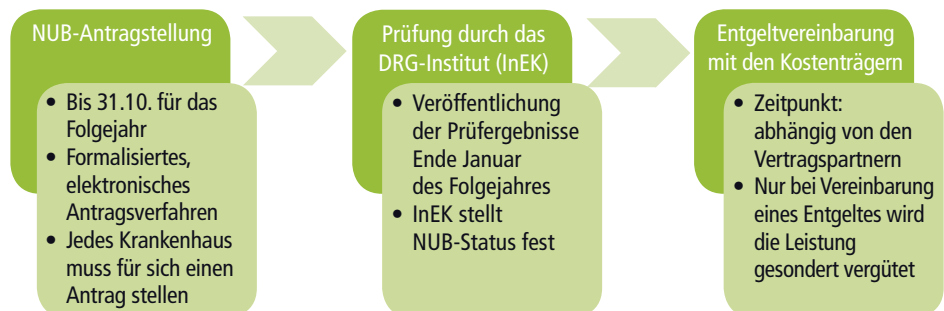 NUB-Antragstellung
• Bis 31.10. für das
Folgejahr
• Formalisiertes,
elektronisches
Antragsverfahren
• Jedes Krankenhaus
muss für sich einen
Antrag stellen
Prüfung durch das
DRG-Institut (InEK)
• Veröffentlichung
der Prüfergebnisse
Ende Januar
des Folgejahres
• InEK stellt
NUB-Status fest
Entgeltvereinbarung
mit den Kostenträgern
• Zeitpunkt:
abhängig von den
Vertragspartnern
• Nur bei Vereinbarung
eines Entgeltes wird
die Leistung
gesondert vergütet